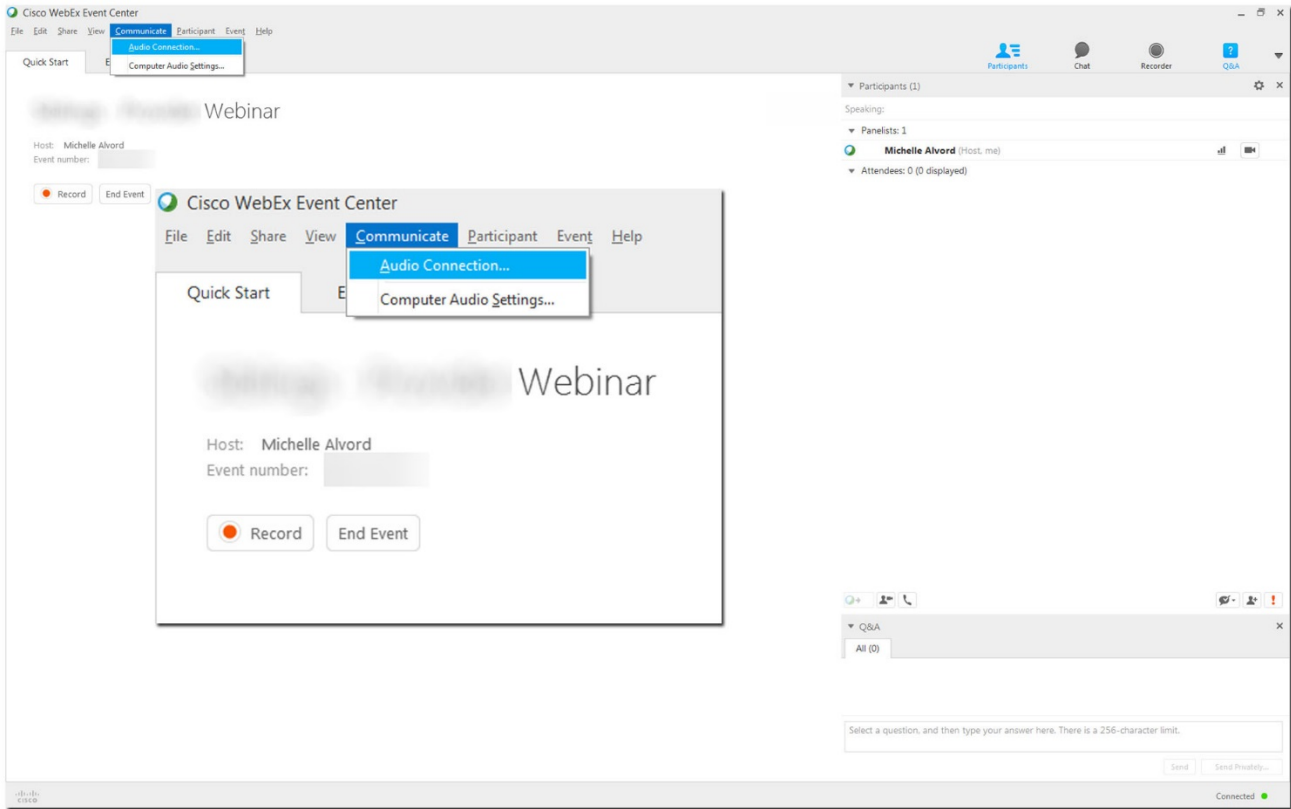 Cisco WebEx Event Center
File Edit Share View Communicate Participant Event Help
Audio Connection...
Computer Audio Settings...
Quick Start E
Participants Chat Recorder Q&A
Webinar
Host: Michelle Alvord
Event number:
Record End Event
Cisco WebEx Event Center
File Edit Share View Communicate Participant Event Help
Audio Connection...
Quick Start E Computer Audio Settings...
Webinar
Host: Michelle Alvord
Event number:
Record End Event
Participants (1)
Speaking:
Panelists: 1
Michelle Alvord (Host, me)
Attendees: 0 (0 displayed)
Q&A
All (0)
Select a question, and then type your answer here. There is a 256-character limit.
Send Send Privately...
CISCO
Connected